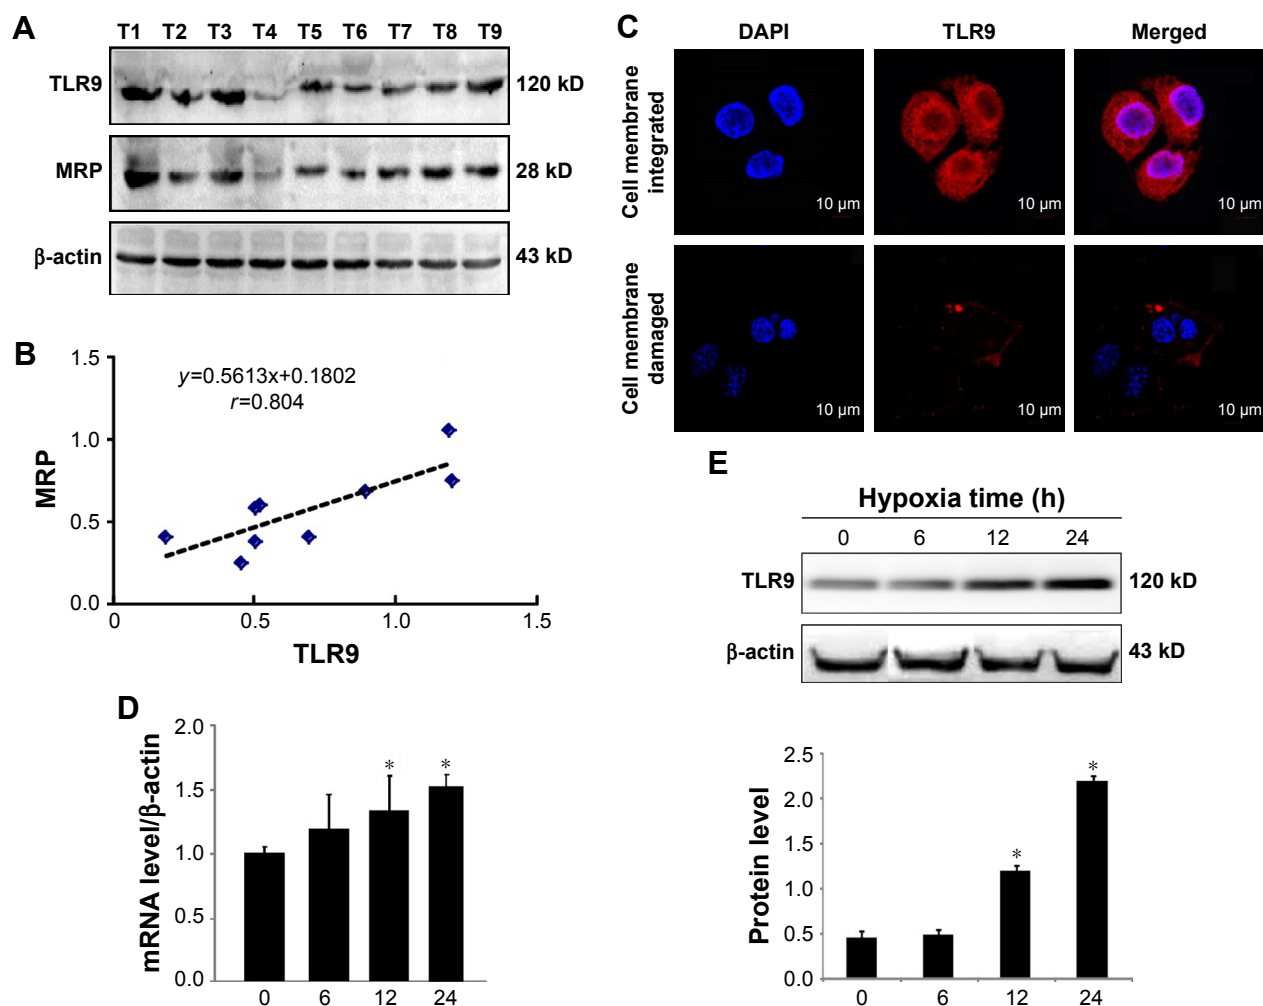 A
T1 T2 T3 T4 T5 T6 T7 T8 T9
TLR9
120 kD
MRP
28 kD
β-actin
43 kD
B
1.5
1.0
0.5
0.0
MRP
y=0.5613x+0.1802
r=0.804
0 0.5 1.0 1.5
TLR9
C
DAPI TLR9 Merged
Cell membrane
integrated
10 µm 10 µm 10 µm
Cell membrane
damaged
10 µm 10 µm 10 µm
D
mRNA level/β-actin
2.0
1.5
1.0
0.5
0.0
* *
0 6 12 24
E
Hypoxia time (h)
0 6 12 24
TLR9
120 kD
β-actin
43 kD
Protein level
2.5
2.0
1.5
1.0
0.5
0.0
*
*
0 6 12 24